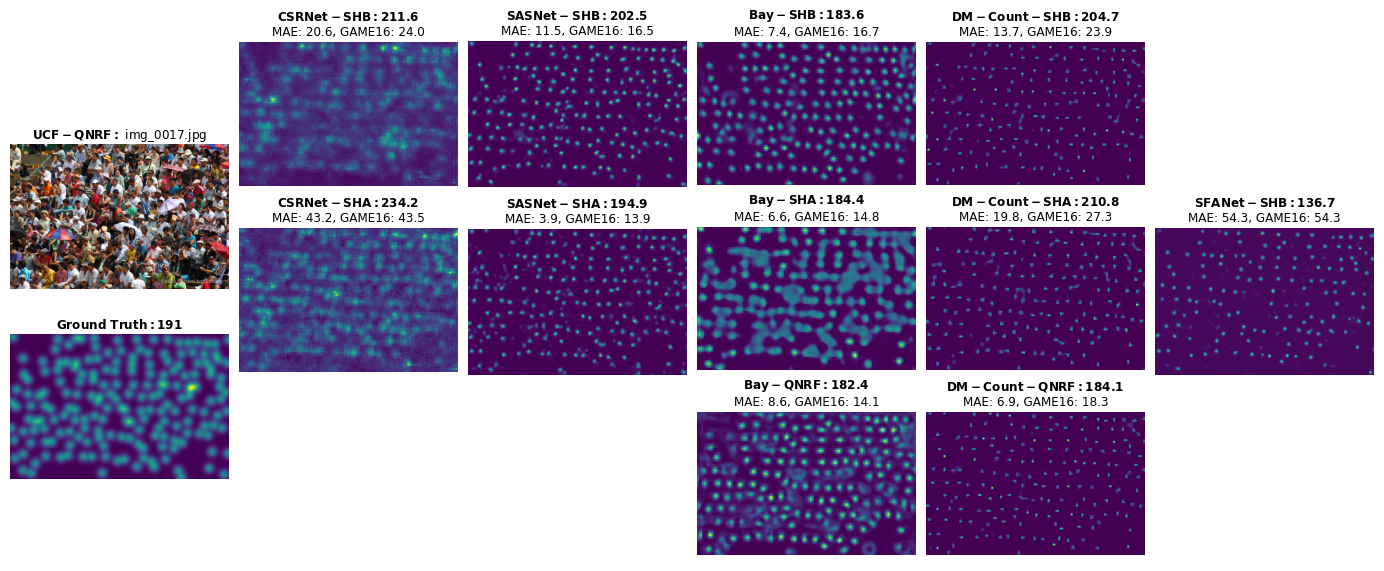 UCF − QNRF : img_0017.jpg
Ground Truth : 191
CSRNet − SHB : 211.6
MAE: 20.6, GAME16: 24.0
SASNet − SHB : 202.5
MAE: 11.5, GAME16: 16.5
Bay − SHB : 183.6
MAE: 7.4, GAME16: 16.7
DM − Count − SHB : 204.7
MAE: 13.7, GAME16: 23.9
CSRNet − SHA : 234.2
MAE: 43.2, GAME16: 43.5
SASNet − SHA : 194.9
MAE: 3.9, GAME16: 13.9
Bay − SHA : 184.4
MAE: 6.6, GAME16: 14.8
DM − Count − SHA : 210.8
MAE: 19.8, GAME16: 27.3
SFANet − SHB : 136.7
MAE: 54.3, GAME16: 54.3
Bay − QNRF : 182.4
MAE: 8.6, GAME16: 14.1
DM − Count − QNRF : 184.1
MAE: 6.9, GAME16: 18.3